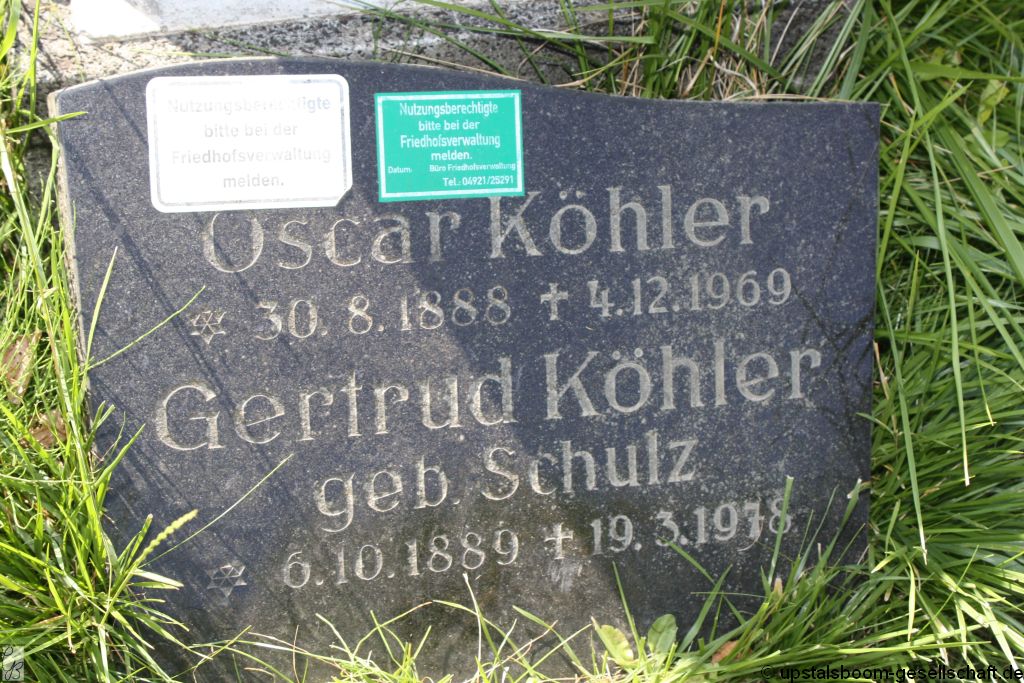 Nutzungsberechtigte
bitte bei der
Friedhofsverwaltung
melden.
Nutzungsberechtigte
bitte bei der
Friedhofsverwaltung
melden.
Datum. Büro Friedhofsverwaltung
Tel.: 04921/25291
Oscar Köhler
30. 8. 1888 † 4.12.1969
Gertrud Köhler
geb. Schulz
6.10.1889 † 19.3.1978
© upstalsboom-gesellschaft.de